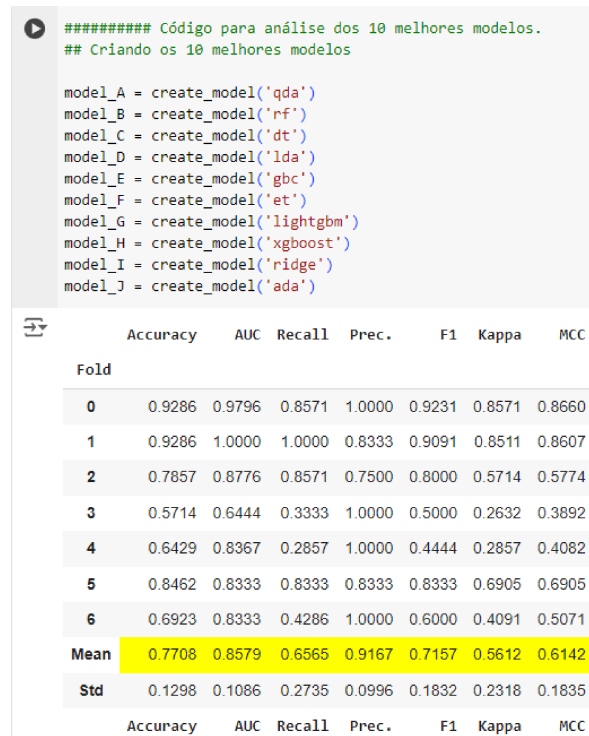 ########## Código para análise dos 10 melhores modelos.
## Criando os 10 melhores modelos
model_A = create_model('qda')
model_B = create_model('rf')
model_C = create_model('dt')
model_D = create_model('lda')
model_E = create_model('gbc')
model_F = create_model('et')
model_G = create_model('lightgbm')
model_H = create_model('xgboost')
model_I = create_model('ridge')
model_J = create_model('ada')
Accuracy AUC Recall Prec. F1 Kappa MCC
Fold
0 0.9286 0.9796 0.8571 1.0000 0.9231 0.8571 0.8660
1 0.9286 1.0000 1.0000 0.8333 0.9091 0.8511 0.8607
2 0.7857 0.8776 0.8571 0.7500 0.8000 0.5714 0.5774
3 0.5714 0.6444 0.3333 1.0000 0.5000 0.2632 0.3892
4 0.6429 0.8367 0.2857 1.0000 0.4444 0.2857 0.4082
5 0.8462 0.8333 0.8333 0.8333 0.8333 0.6905 0.6905
6 0.6923 0.8333 0.4286 1.0000 0.6000 0.4091 0.5071
Mean 0.7708 0.8579 0.6565 0.9167 0.7157 0.5612 0.6142
Std 0.1298 0.1086 0.2735 0.0996 0.1832 0.2318 0.1835
Accuracy AUC Recall Prec. F1 Kappa MCC